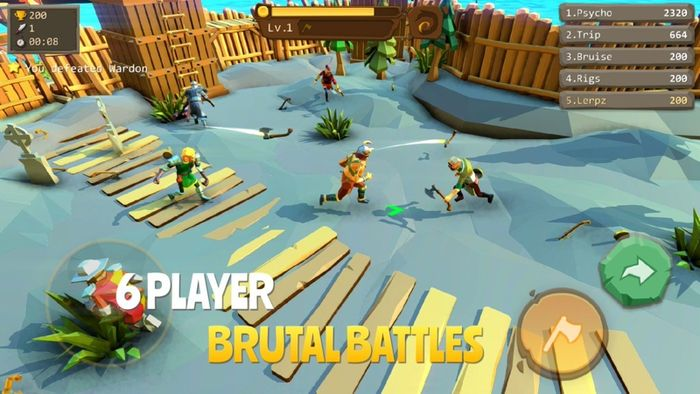 200
1
00:08
You defeated Wardon
Lv.1
1.Psycho 2320
2.Trip 664
3.Bruise 200
4.Rigs 200
5.Lerpz 200
6 PLAYER
BRUTAL BATTLES